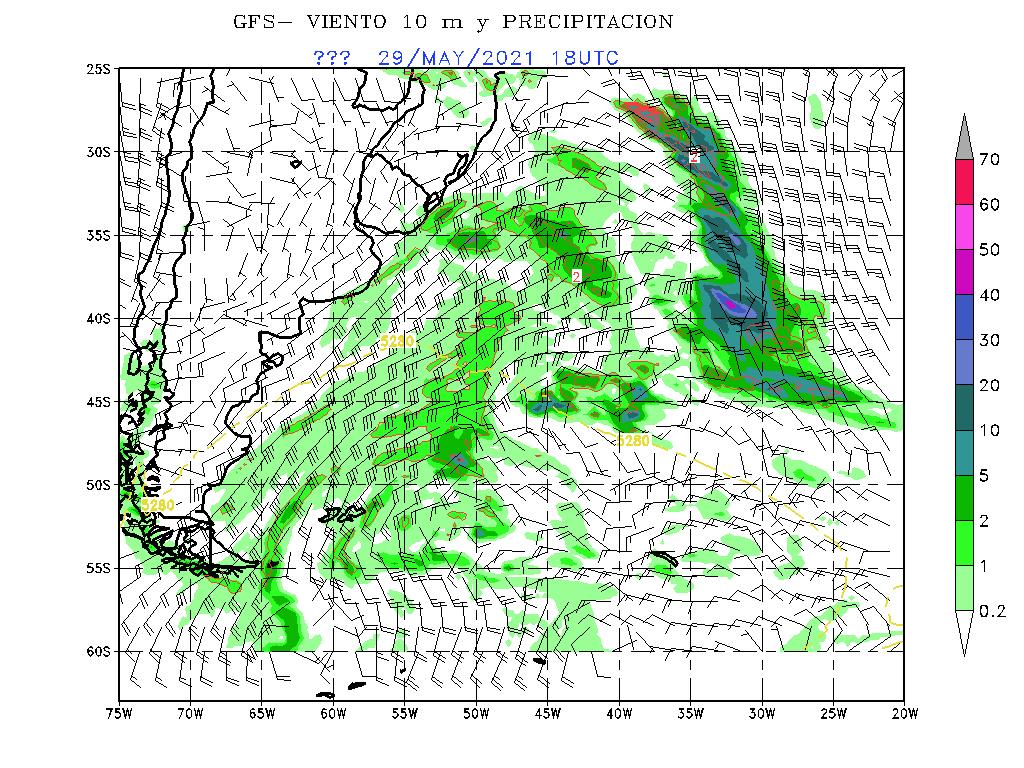 GFS— VIENTO 10 m y PRECIPITACION
??? 29/MAY/2021 18UTC
25S
30S
35S
40S
45S
50S
55S
60S
75W 70W 65W 60W 55W 50W 45W 40W 35W 30W 25W 20W
2
2
5280
5280
5280
70
60
50
40
30
20
10
5
2
1
0.2